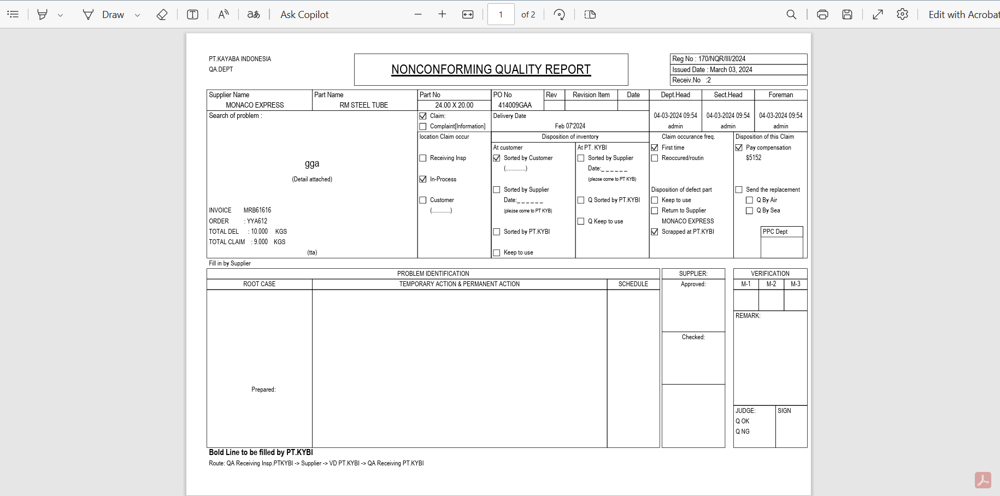 Draw
Ask Copilot
1 of 2
Edit with Acrobat
PT.KAYABA INDONESIA
QA.DEPT
NONCONFORMING QUALITY REPORT
Reg No : 170/NQR/III/2024
Issued Date : March 03, 2024
Receiv.No :2
Supplier Name
MONACO EXPRESS
Part Name
RM STEEL TUBE
Part No
24.00 X 20.00
PO No
414009GAA
Rev
Revision Item
Date
Dept.Head
Sect.Head
Foreman
04-03-2024 09:54
admin
04-03-2024 09:54
admin
04-03-2024 09:54
admin
Search of problem :
gga
(Detail attached)
INVOICE MRB61616
ORDER : YYA612
TOTAL DEL : 10.000 KGS
TOTAL CLAIM : 9.000 KGS
(tta)
Claim:
Complaint[Information]
location Claim occur
Receiving Insp
In-Process
Customer
(............)
Delivery Date
Feb 07'2024
Disposition of inventory
At customer
Sorted by Customer
(.............)
Sorted by Supplier
Date:_ _ _ _ _ _
(please come to PT KYB)
Sorted by PT.KYBI
Keep to use
At PT. KYBI
Sorted by Supplier
Date:_ _ _ _ _ _
(please come to PT KYB)
Q Sorted by PT.KYBI
Q Keep to use
Claim occurance freq.
First time
Reoccured/routin
Disposition of defect part
Keep to use
Return to Supplier
MONACO EXPRESS
Scrapped at PT.KYBI
Disposition of this Claim
Pay compensation
$5152
Send the replacement
Q By Air
Q By Sea
PPC Dept
Fill in by Supplier
PROBLEM IDENTIFICATION
ROOT CASE
TEMPORARY ACTION & PERMANENT ACTION
SCHEDULE
Prepared:
SUPPLIER:
Approved:
Checked:
VERIFICATION
M-1 M-2 M-3
REMARK:
JUDGE:
Q OK
Q NG
SIGN
Bold Line to be filled by PT.KYBI
Route: QA Receiving Insp.PTKYBI -> Supplier -> VD PT.KYBI -> QA Receiving PT.KYBI